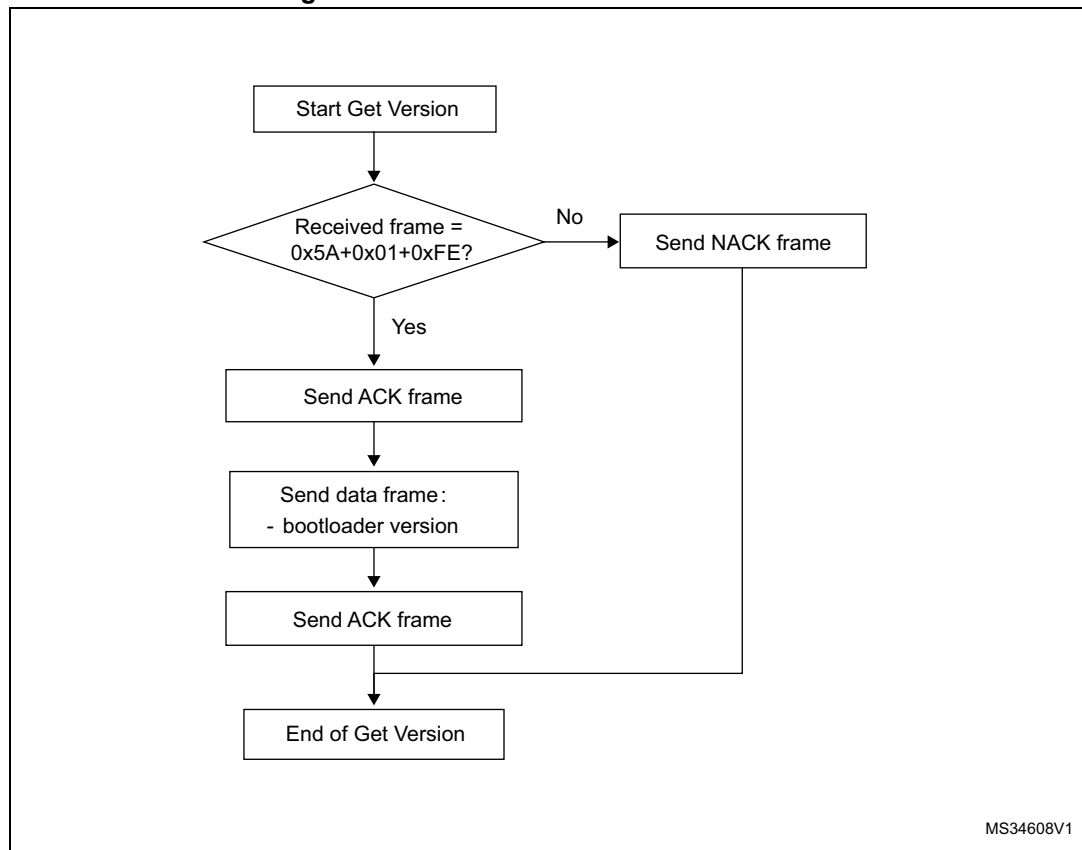 Start Get Version
Received frame =
0x5A+0x01+0xFE?
No
Send NACK frame
Yes
Send ACK frame
Send data frame:
- bootloader version
Send ACK frame
End of Get Version
MS34608V1